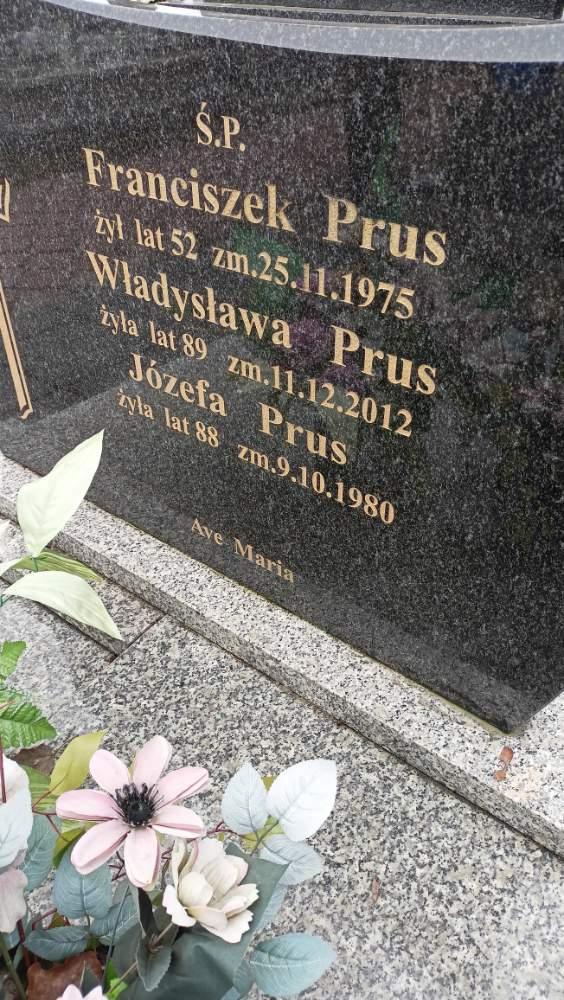 Ś.P.
Franciszek Prus
żył lat 52 zm.25.11.1975
Władysława Prus
żyła lat 89 zm.11.12.2012
Józefa Prus
żyła lat 88 zm.9.10.1980
Ave Maria